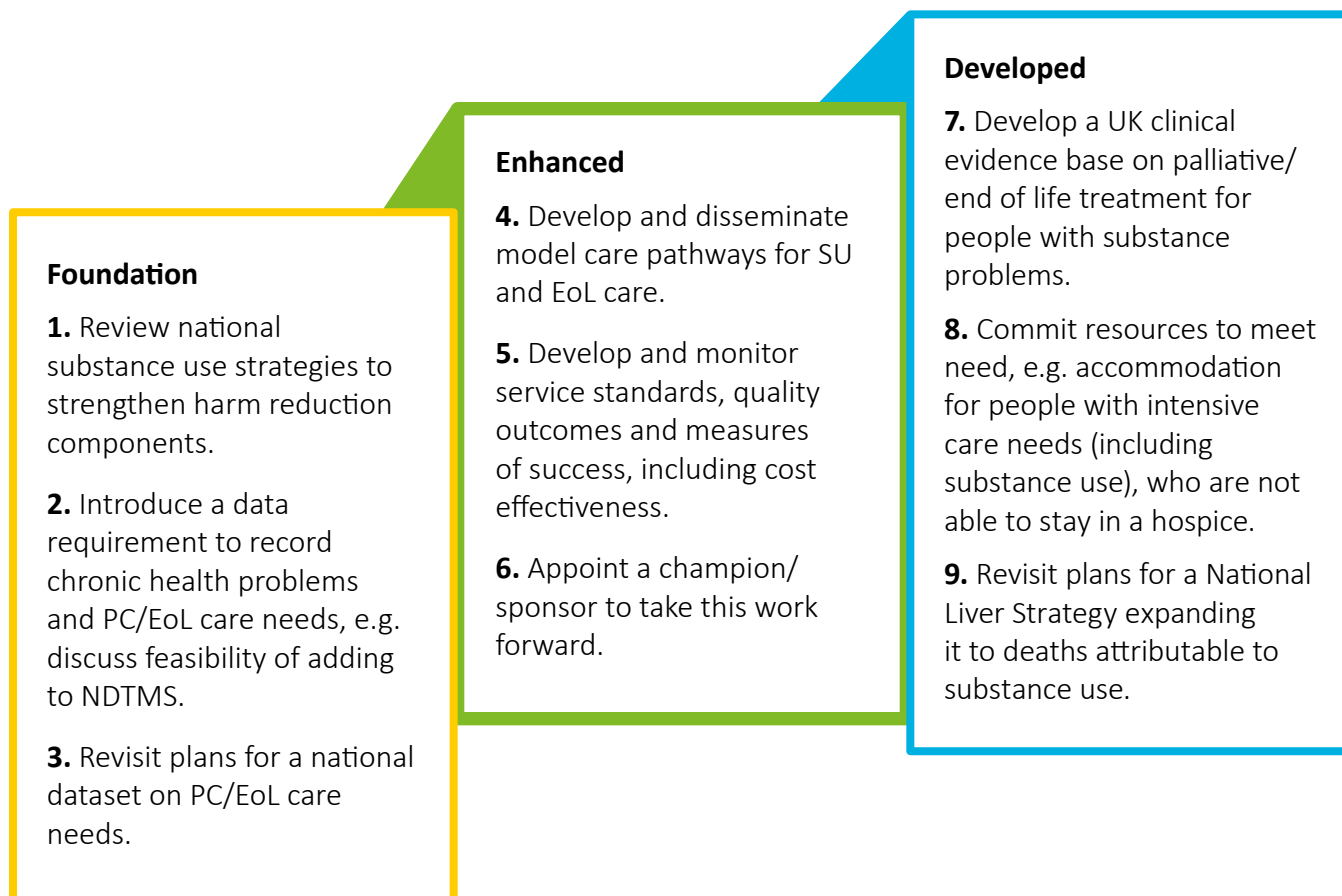 Foundation
1. Review national
substance use strategies to
strengthen harm reduction
components.
2. Introduce a data
requirement to record
chronic health problems
and PC/EoL care needs, e.g.
discuss feasibility of adding
to NDTMS.
3. Revisit plans for a national
dataset on PC/EoL care
needs.
Enhanced
4. Develop and disseminate
model care pathways for SU
and EoL care.
5. Develop and monitor
service standards, quality
outcomes and measures
of success, including cost
effectiveness.
6. Appoint a champion/
sponsor to take this work
forward.
Developed
7. Develop a UK clinical
evidence base on palliative/
end of life treatment for
people with substance
problems.
8. Commit resources to meet
need, e.g. accommodation
for people with intensive
care needs (including
substance use), who are not
able to stay in a hospice.
9. Revisit plans for a National
Liver Strategy expanding
it to deaths attributable to
substance use.